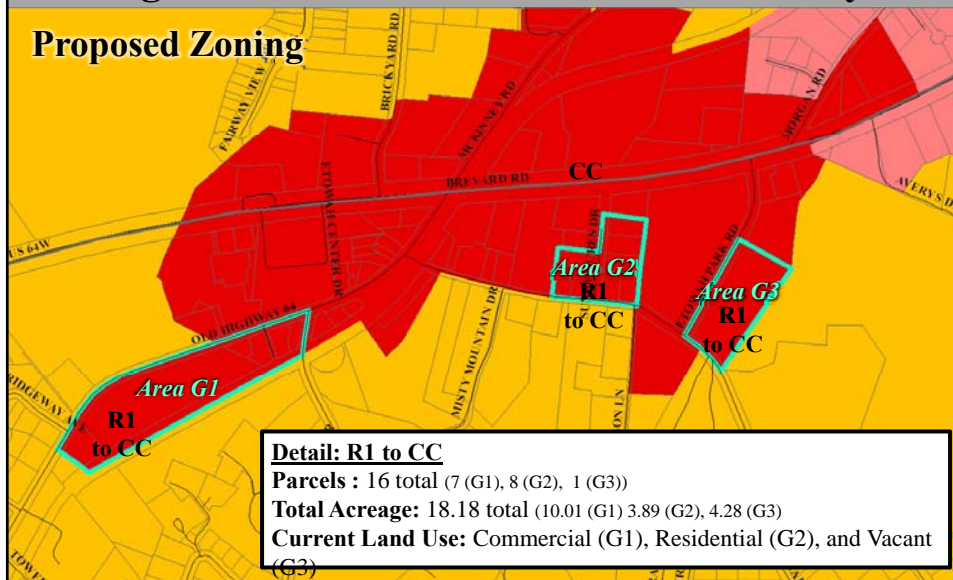 Proposed Zoning
FAIRWAY VIEW
BRICKYARD RD
MCKINNEY RD
MORGAN RD
BREVARD RD
CC
AVERYS
US 64W
ETOWAH CENTER DR
ETOWAH PARK RD
Area G2
R1
to CC
Area G3
R1
to CC
OLD HIGHWAY 64
Area G1
R1
to CC
MISTY MOUNTAIN DR
ON LN
Detail: R1 to CC
Parcels : 16 total (7 (G1), 8 (G2),  1 (G3))
Total Acreage: 18.18 total (10.01 (G1) 3.89 (G2), 4.28 (G3)
Current Land Use: Commercial (G1), Residential (G2), and Vacant
(G3)